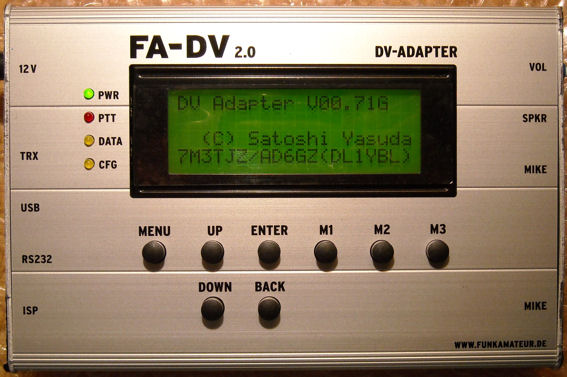 FA-DV 2.0
DV-ADAPTER
12 V
VOL
PWR
PTT
DATA
CFG
DV Adapter V00.71G
(C) Satoshi Yasuda
7M3TJZ/AD6GZ(DL1YBL)
SPKR
TRX
MIKE
USB
MENU
UP
ENTER
M1
M2
M3
RS232
DOWN
BACK
ISP
MIKE
WWW.FUNKAMATEUR.DE